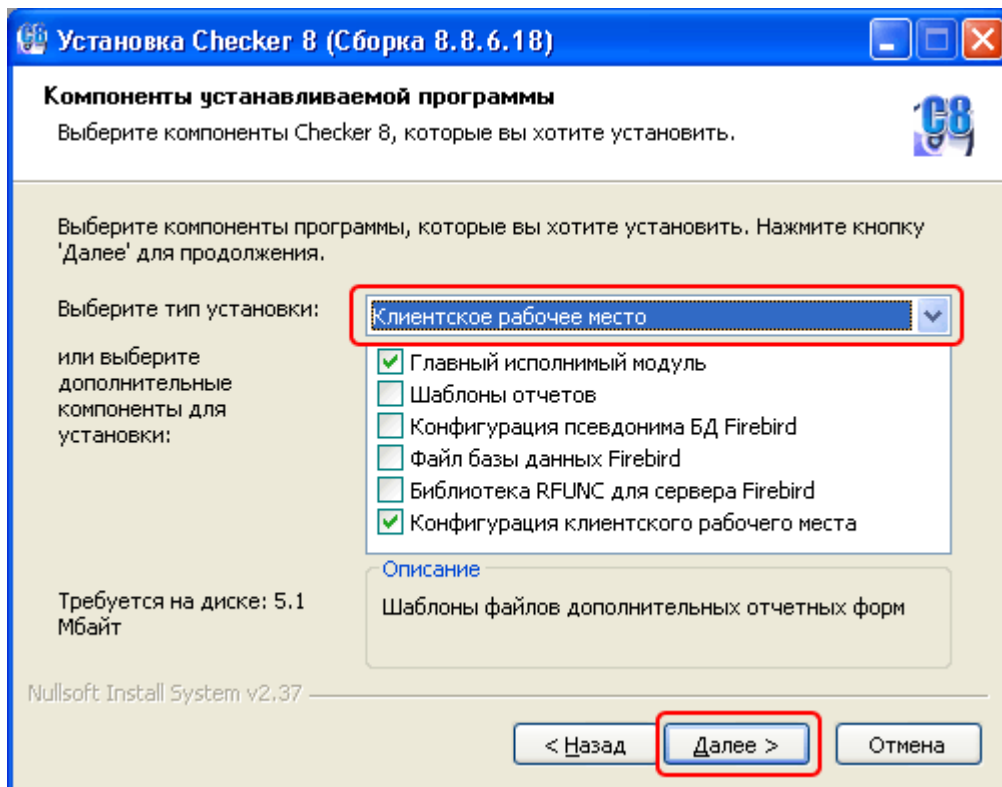 Установка Checker 8 (Сборка 8.8.6.18)
Компоненты устанавливаемой программы
Выберите компоненты Checker 8, которые вы хотите установить.
C8
Выберите компоненты программы, которые вы хотите установить. Нажмите кнопку
'Далее' для продолжения.
Выберите тип установки:
Клиентское рабочее место
или выберите
дополнительные
компоненты для
установки:
Главный исполнимый модуль
Шаблоны отчетов
Конфигурация псевдонима БД Firebird
Файл базы данных Firebird
Библиотека RFUNC для сервера Firebird
Конфигурация клиентского рабочего места
Требуется на диске: 5.1
Мбайт
Описание
Шаблоны файлов дополнительных отчетных форм
Nullsoft Install System v2.37
< Назад
Далее >
Отмена